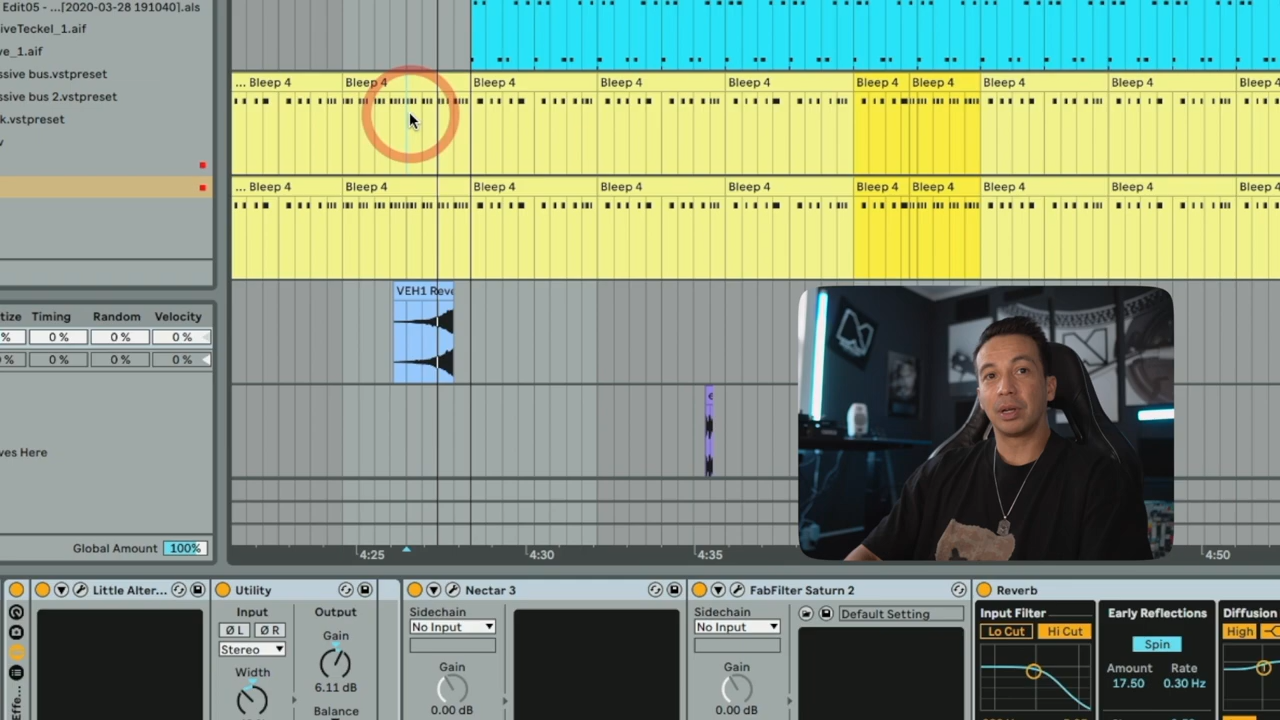 Edit05 - ...[2020-03-28 191040].als
iveTeckel_1.aif
ve_1.aif
ssive bus.vstpreset
ssive bus 2.vstpreset
k.vstpreset
v
... Bleep 4 Bleep 4 Bleep 4 Bleep 4 Bleep 4 Bleep 4 Bleep 4 Bleep 4 Bleep 4 Bleep 4
... Bleep 4 Bleep 4 Bleep 4 Bleep 4 Bleep 4 Bleep 4 Bleep 4 Bleep 4 Bleep 4 Bleep 4
VEH1 Reve
tize Timing Random Velocity
% 0 % 0 % 0 %
0 % 0 % 0 % 0 %
ves Here
Global Amount 100%
4:25 4:30 4:35 4:50
Little Alter... Utility Nectar 3 FabFilter Saturn 2 Reverb
Input Output
Ø L Ø R
Stereo
Gain
6.11 dB
Width
Balance
Sidechain
No Input
Gain
0.00 dB
Sidechain
No Input
Gain
0.00 dB
Default Setting
Input Filter
Lo Cut Hi Cut
Early Reflections
Spin
Amount Rate
17.50 0.30 Hz
Diffusion
High
Effe...